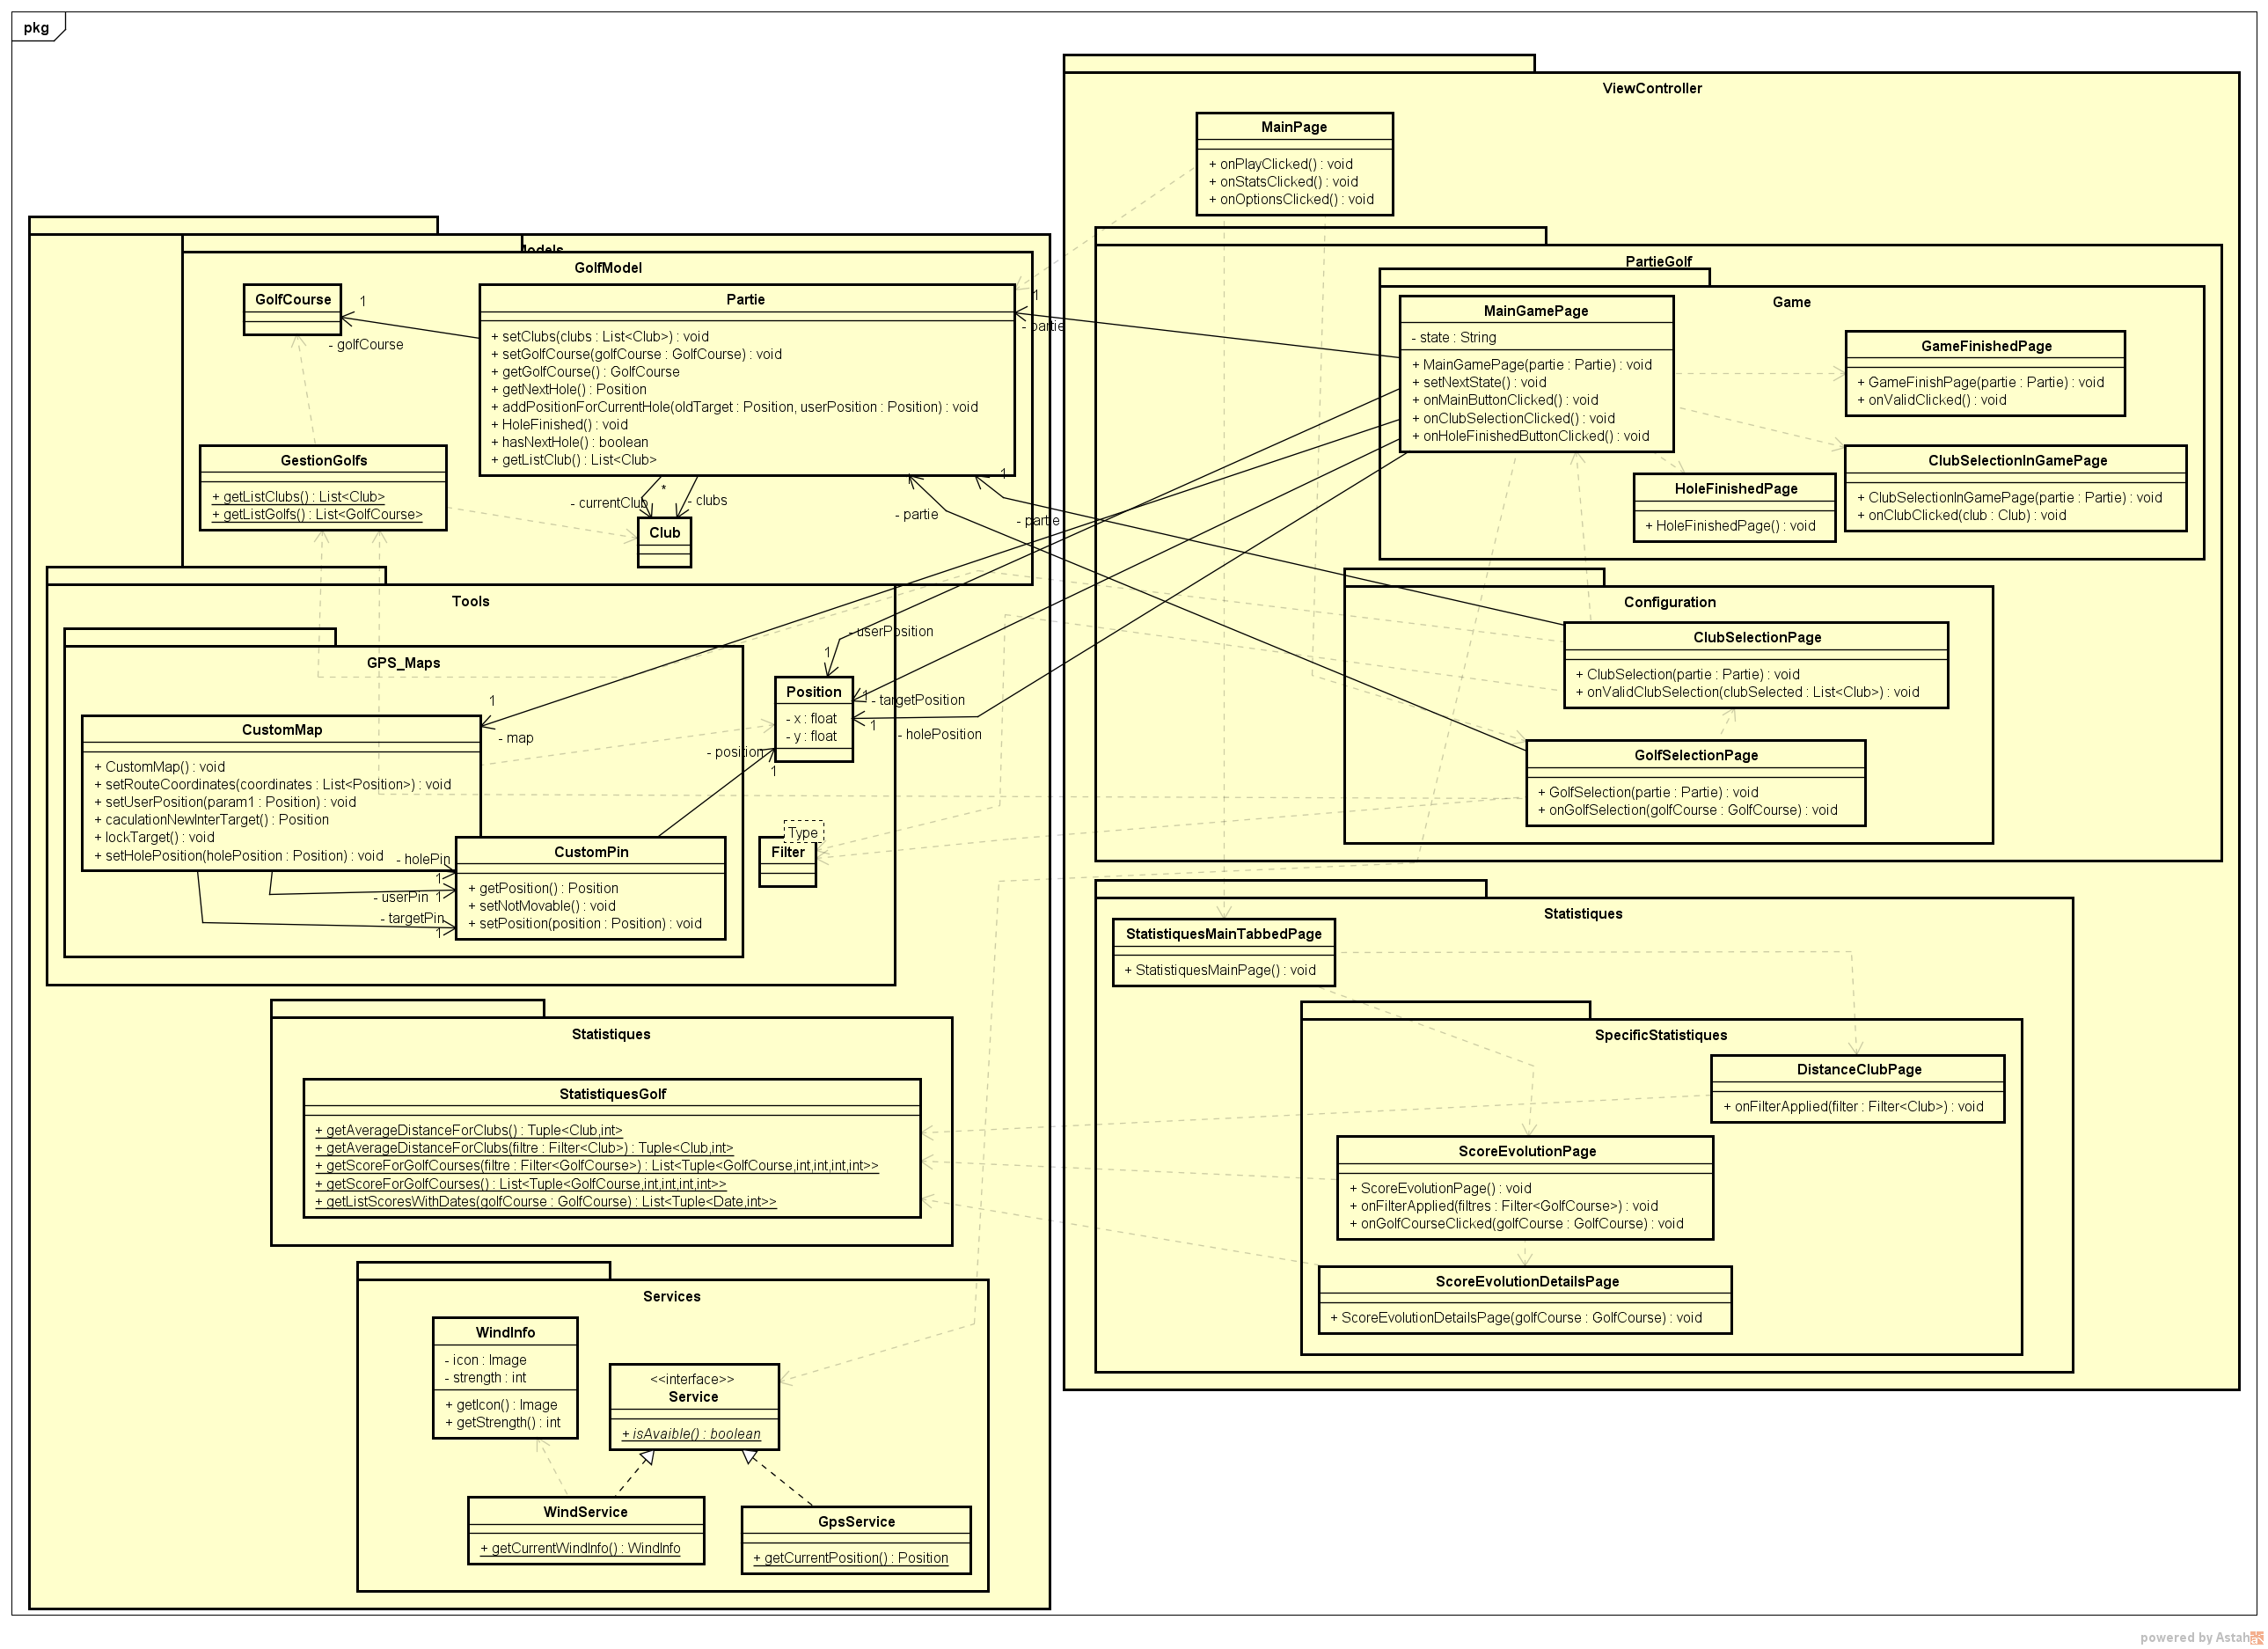 pkg
ViewController
MainPage
+ onPlayClicked() : void
+ onStatsClicked() : void
+ onOptionsClicked() : void
Models
GolfModel
GolfCourse
1
- golfCourse
Partie
+ setClubs(clubs : List<Club>) : void
+ setGolfCourse(golfCourse : GolfCourse) : void
+ getGolfCourse() : GolfCourse
+ getNextHole() : Position
+ addPositionForCurrentHole(oldTarget : Position, userPosition : Position) : void
+ HoleFinished() : void
+ hasNextHole() : boolean
+ getListClub() : List<Club>
1
- partie
GestionGolfs
+ getListClubs() : List<Club>
+ getListGolfs() : List<GolfCourse>
*
- currentClub
- clubs
Club
- partie
1
- partie
PartieGolf
Game
MainGamePage
- state : String
+ MainGamePage(partie : Partie) : void
+ setNextState() : void
+ onMainButtonClicked() : void
+ onClubSelectionClicked() : void
+ onHoleFinishedButtonClicked() : void
GameFinishedPage
+ GameFinishPage(partie : Partie) : void
+ onValidClicked() : void
ClubSelectionInGamePage
+ ClubSelectionInGamePage(partie : Partie) : void
+ onClubClicked(club : Club) : void
HoleFinishedPage
+ HoleFinishedPage() : void
Configuration
ClubSelectionPage
+ ClubSelection(partie : Partie) : void
+ onValidClubSelection(clubSelected : List<Club>) : void
GolfSelectionPage
+ GolfSelection(partie : Partie) : void
+ onGolfSelection(golfCourse : GolfCourse) : void
Tools
GPS_Maps
CustomMap
+ CustomMap() : void
+ setRouteCoordinates(coordinates : List<Position>) : void
+ setUserPosition(param1 : Position) : void
+ caculationNewInterTarget() : Position
+ lockTarget() : void
+ setHolePosition(holePosition : Position) : void
1
- map
- userPosition
1
Position
- x : float
- y : float
1
- targetPosition
1
- holePosition
- position
1
Type
Filter
CustomPin
+ getPosition() : Position
+ setNotMovable() : void
+ setPosition(position : Position) : void
- holePin
1
- userPin
1
- targetPin
1
Statistiques
StatistiquesGolf
+ getAverageDistanceForClubs() : Tuple<Club,int>
+ getAverageDistanceForClubs(filtre : Filter<Club>) : Tuple<Club,int>
+ getScoreForGolfCourses(filtre : Filter<GolfCourse>) : List<Tuple<GolfCourse,int,int,int,int>>
+ getScoreForGolfCourses() : List<Tuple<GolfCourse,int,int,int,int>>
+ getListScoresWithDates(golfCourse : GolfCourse) : List<Tuple<Date,int>>
Statistiques
StatistiquesMainTabbedPage
+ StatistiquesMainPage() : void
SpecificStatistiques
DistanceClubPage
+ onFilterApplied(filter : Filter<Club>) : void
ScoreEvolutionPage
+ ScoreEvolutionPage() : void
+ onFilterApplied(filtres : Filter<GolfCourse>) : void
+ onGolfCourseClicked(golfCourse : GolfCourse) : void
ScoreEvolutionDetailsPage
+ ScoreEvolutionDetailsPage(golfCourse : GolfCourse) : void
Services
WindInfo
- icon : Image
- strength : int
+ getIcon() : Image
+ getStrength() : int
<<interface>>
Service
+ isAvaible() : boolean
WindService
+ getCurrentWindInfo() : WindInfo
GpsService
+ getCurrentPosition() : Position
powered by Astah